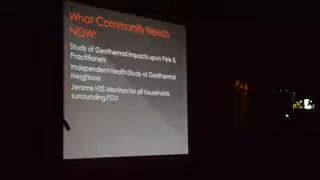 What Community Needs
NOW:
Study of Geothermal Impacts upon Pele &
Practitioners
Independent Health Study of Geothermal
Neighbors
Jerome H2S Monitors for all households
surrounding PGV